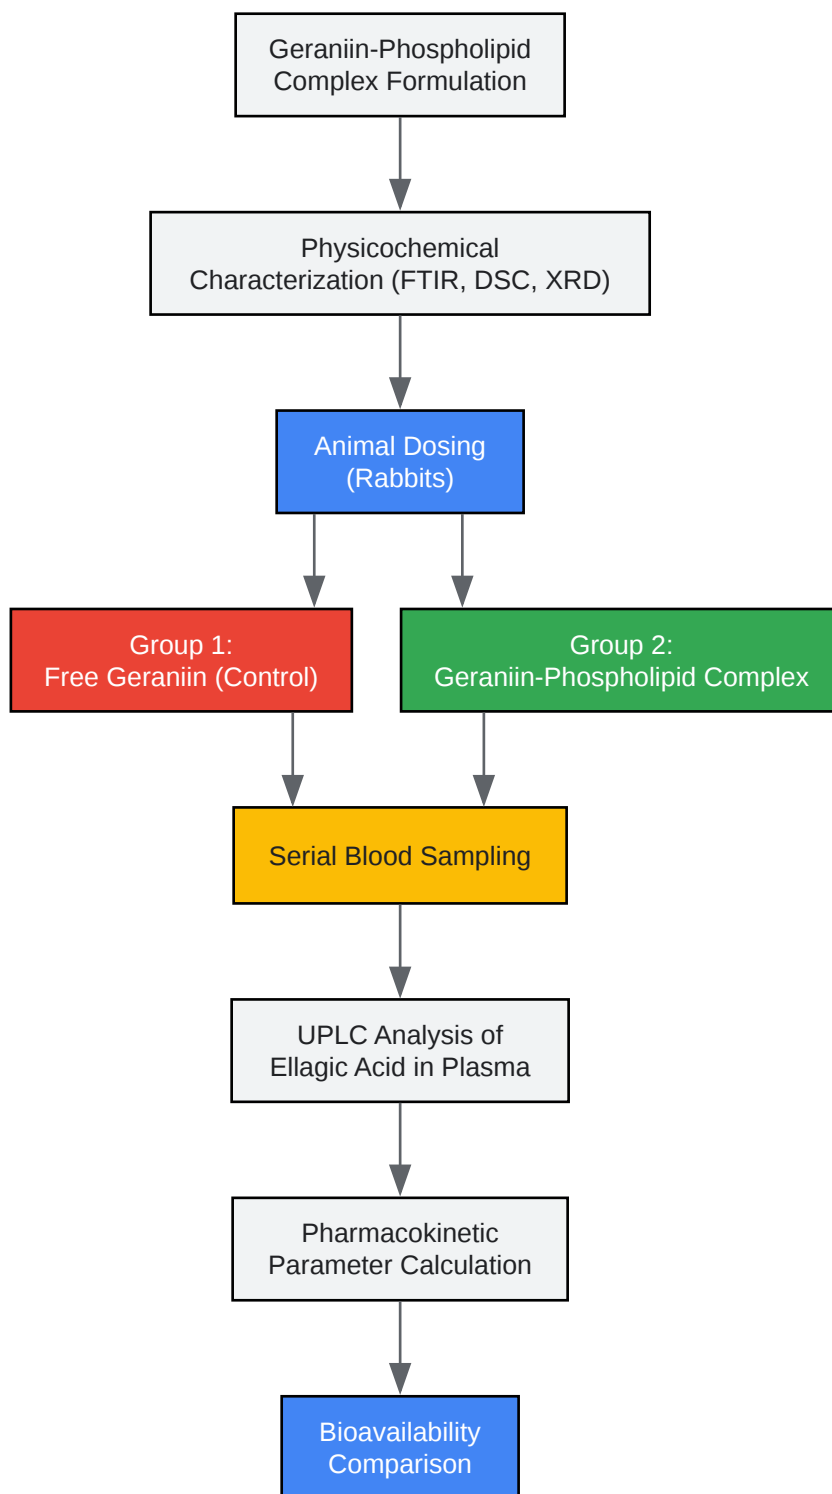 Geraniin-Phospholipid
Complex Formulation
Physicochemical
Characterization (FTIR, DSC, XRD)
Animal Dosing
(Rabbits)
Group 1:
Free Geraniin (Control)
Group 2:
Geraniin-Phospholipid Complex
Serial Blood Sampling
UPLC Analysis of
Ellagic Acid in Plasma
Pharmacokinetic
Parameter Calculation
Bioavailability
Comparison